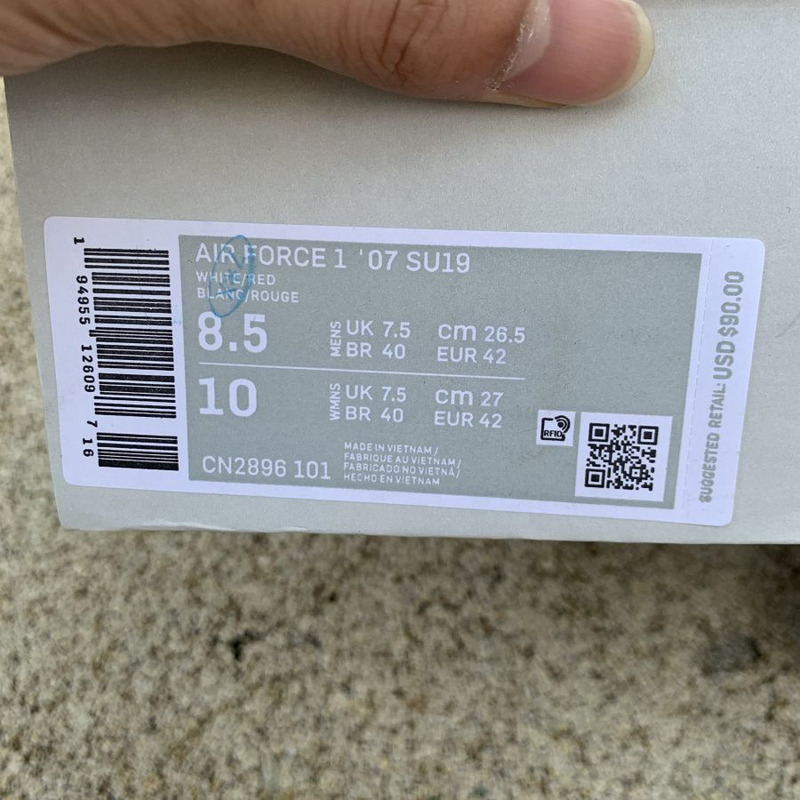 AIR FORCE 1 '07 SU19
WHITE/RED
BLANC/ROUGE
8.5
MENS
UK 7.5
cm 26.5
BR 40
EUR 42
10
WMNS
UK 7.5
cm 27
BR 40
EUR 42
CN2896 101
MADE IN VIETNAM/
FABRIQUE AU VIETNAM/
FABRICADO NO VIETNÃ/
HECHO EN VIETNAM
RFID
SUGGESTED RETAIL: USD $90.00
1 94955 12609 716